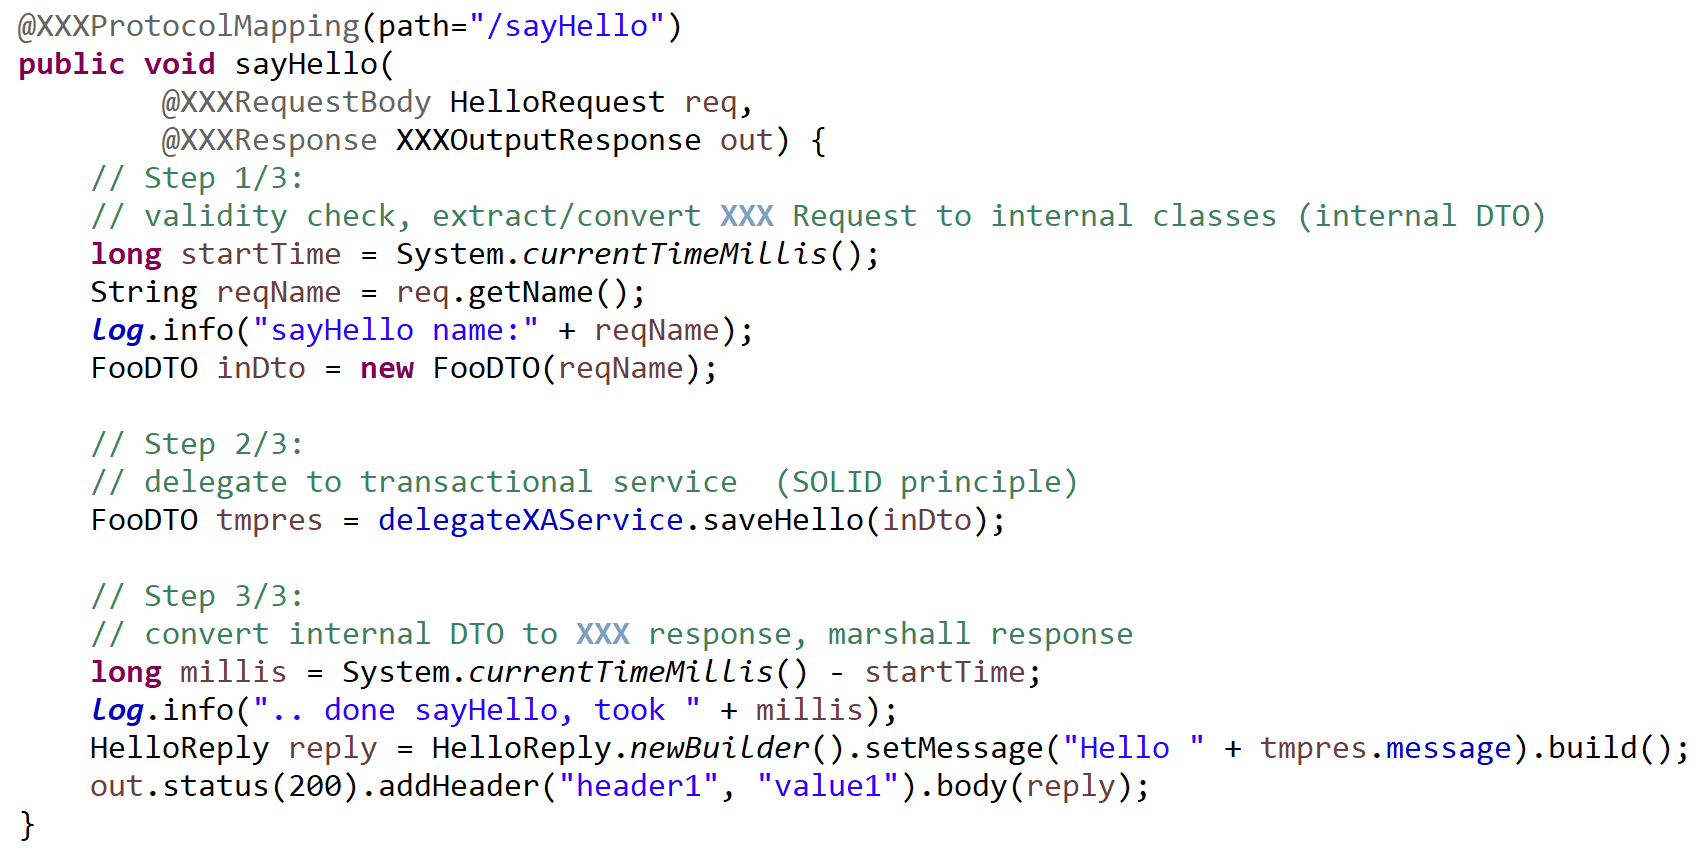 @XXXProtocolMapping(path="/sayHello")
public void sayHello(
        @XXXRequestBody HelloRequest req,
        @XXXResponse XXXOutputResponse out) {
    // Step 1/3:
    // validity check, extract/convert XXX Request to internal classes (internal DTO)
    long startTime = System.currentTimeMillis();
    String reqName = req.getName();
    log.info("sayHello name:" + reqName);
    FooDTO inDto = new FooDTO(reqName);

    // Step 2/3:
    // delegate to transactional service  (SOLID principle)
    FooDTO tmpres = delegateXAService.saveHello(inDto);

    // Step 3/3:
    // convert internal DTO to XXX response, marshall response
    long millis = System.currentTimeMillis() - startTime;
    log.info(".. done sayHello, took " + millis);
    HelloReply reply = HelloReply.newBuilder().setMessage("Hello " + tmpres.message).build();
    out.status(200).addHeader("header1", "value1").body(reply);
}